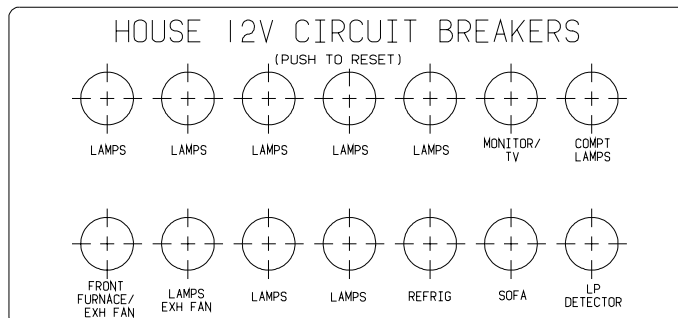 HOUSE 12V CIRCUIT BREAKERS
(PUSH TO RESET)
LAMPS
LAMPS
LAMPS
LAMPS
LAMPS
MONITOR/
TV
COMPT
LAMPS
FRONT
FURNACE/
EXH FAN
LAMPS
EXH FAN
LAMPS
LAMPS
REFRIG
SOFA
LP
DETECTOR